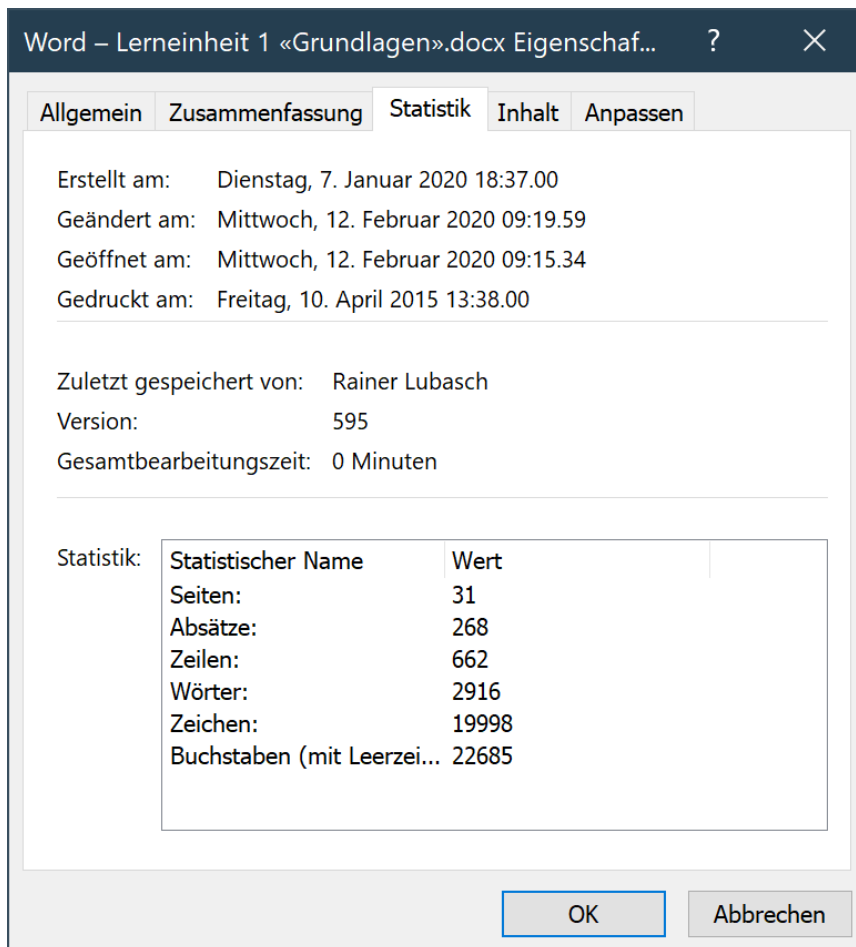 Word – Lerneinheit 1 «Grundlagen».docx Eigenschaf... ?
Allgemein Zusammenfassung Statistik Inhalt Anpassen
Erstellt am: Dienstag, 7. Januar 2020 18:37.00
Geändert am: Mittwoch, 12. Februar 2020 09:19.59
Geöffnet am: Mittwoch, 12. Februar 2020 09:15.34
Gedruckt am: Freitag, 10. April 2015 13:38.00
Zuletzt gespeichert von: Rainer Lubasch
Version: 595
Gesamtbearbeitungszeit: 0 Minuten
Statistik: Statistischer Name Wert
Seiten: 31
Absätze: 268
Zeilen: 662
Wörter: 2916
Zeichen: 19998
Buchstaben (mit Leerzei... 22685
OK Abbrechen